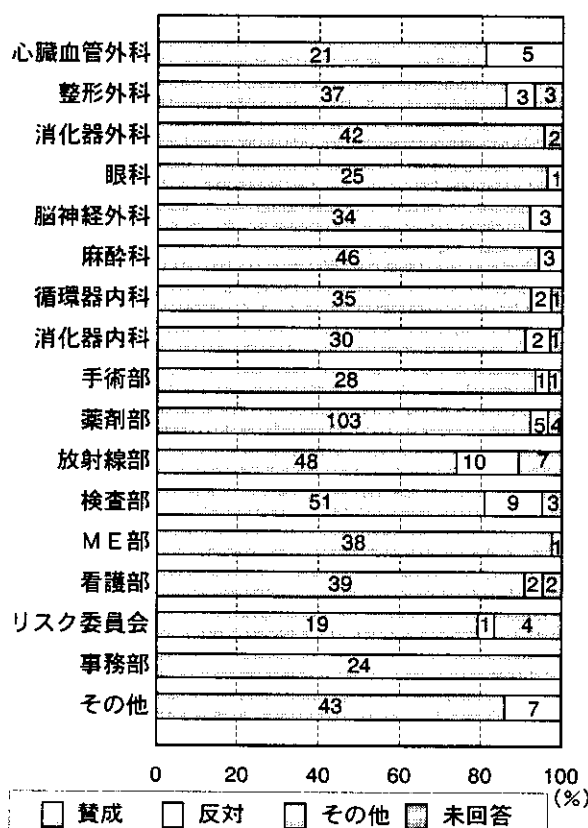 心臓血管外科 21 5
整形外科 37 3 3
消化器外科 42 2
眼科 25 1
脳神経外科 34 3
麻酔科 46 3
循環器内科 35 2 1
消化器内科 30 2 1
手術部 28 1 1
薬剤部 103 5 4
放射線部 48 10 7
検査部 51 9 3
ＭＥ部 38 1
看護部 39 2 2
リスク委員会 19 1 4
事務部 24
その他 43 7
0 20 40 60 80 100
(%)
賛成 反対 その他 未回答